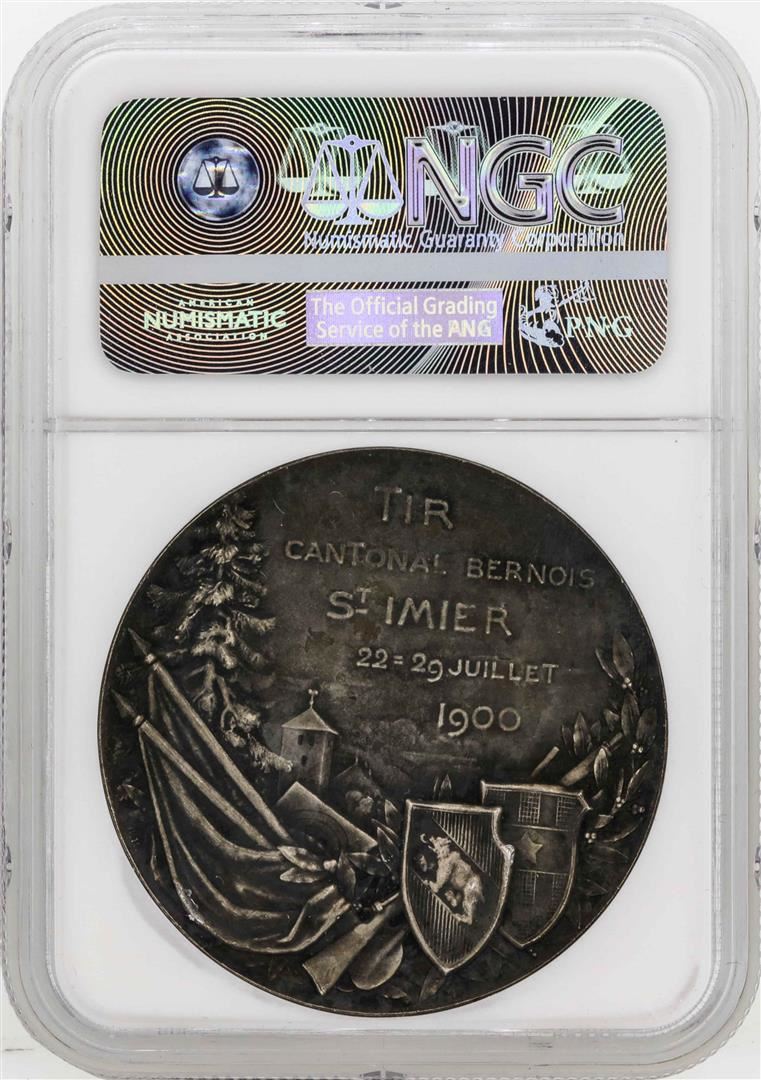 NGC
Numismatic Guaranty Corporation
AMERICAN
NUMISMATIC
ASSOCIATION
The Official Grading
Service of the PNG
PNG
TIR
CANTONAL BERNOIS
ST IMIER
22=29 JUILLET
1900